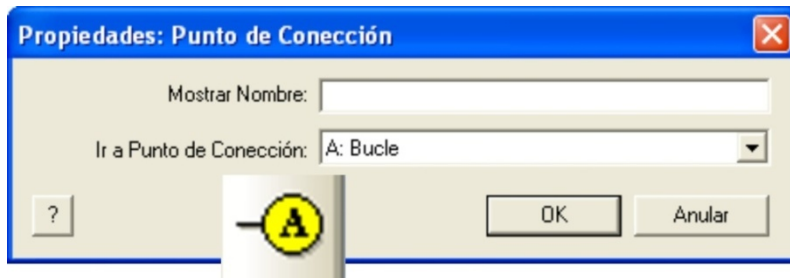 Propiedades: Punto de Conección
Mostrar Nombre:
Ir a Punto de Conección: A: Bucle
? OK Anular
A